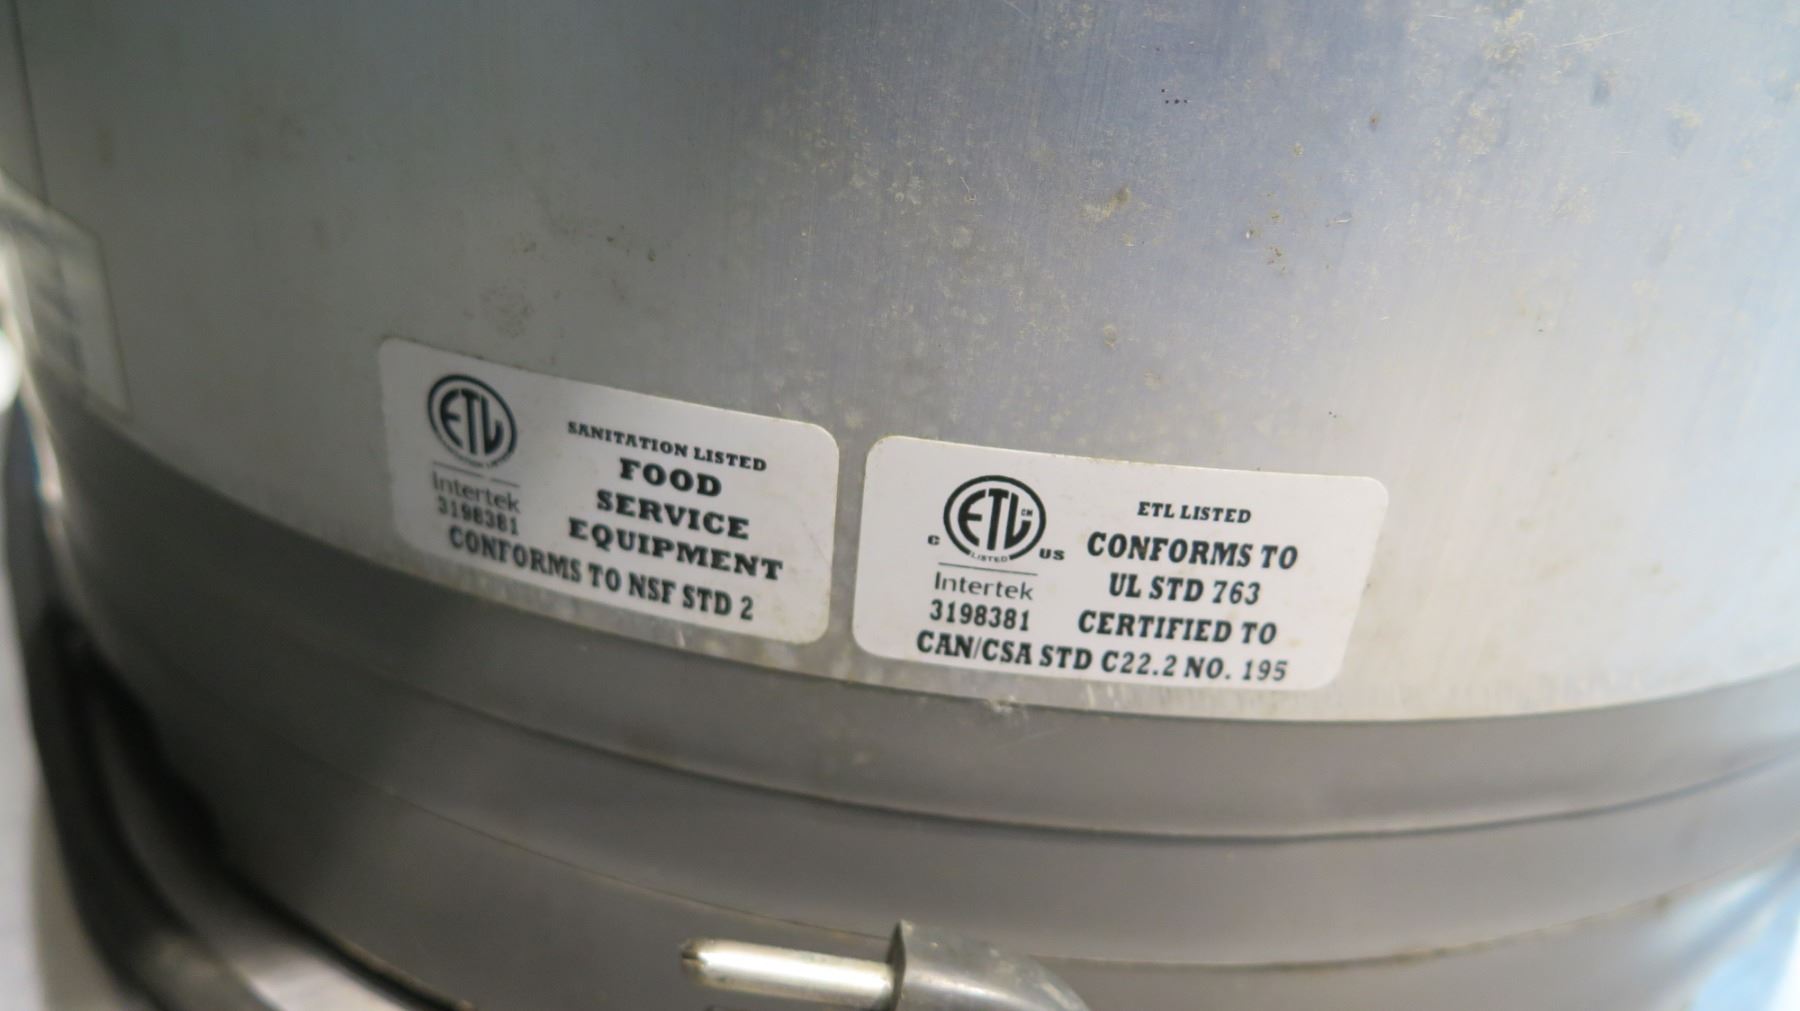 ETL
Intertek
3198381
SANITATION LISTED
FOOD
SERVICE
EQUIPMENT
CONFORMS TO NSF STD 2
ETL CM
LISTED
C US
Intertek
3198381
ETL LISTED
CONFORMS TO
UL STD 763
CERTIFIED TO
CAN/CSA STD C22.2 NO. 195